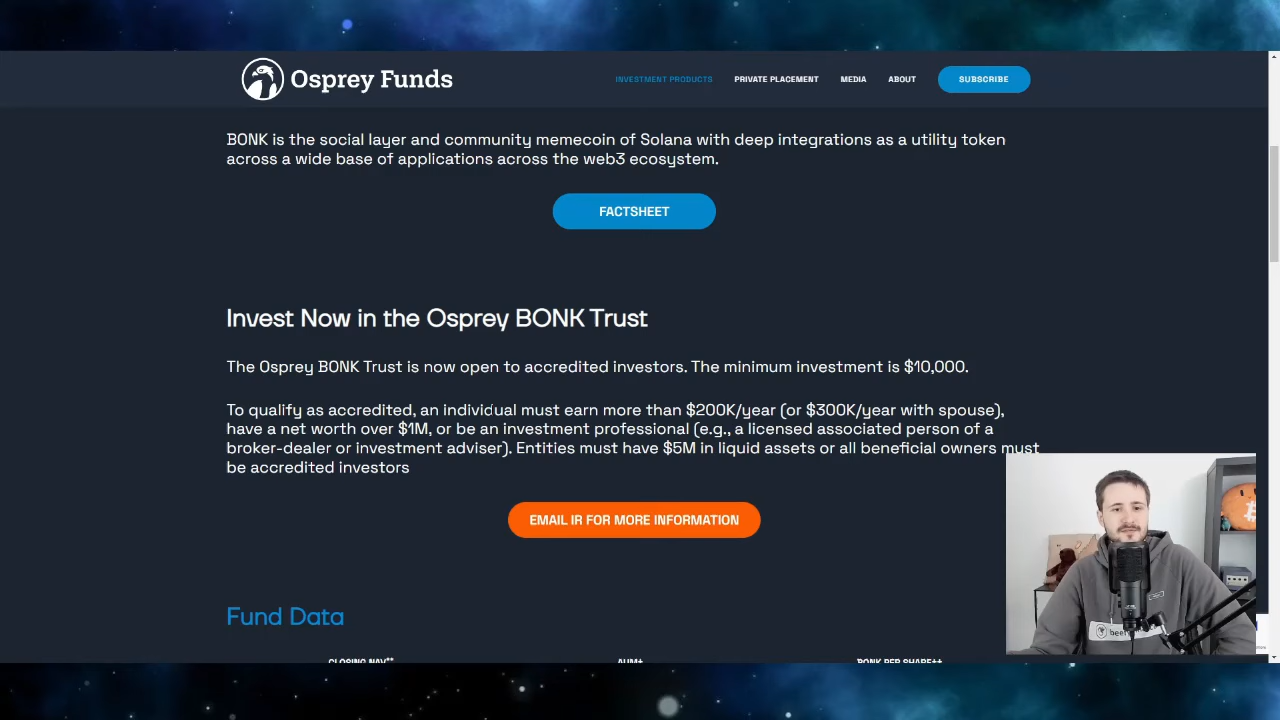 Osprey Funds
INVESTMENT PRODUCTS
PRIVATE PLACEMENT
MEDIA
ABOUT
SUBSCRIBE
BONK is the social layer and community memecoin of Solana with deep integrations as a utility token
across a wide base of applications across the web3 ecosystem.
FACTSHEET
Invest Now in the Osprey BONK Trust
The Osprey BONK Trust is now open to accredited investors. The minimum investment is $10,000.
To qualify as accredited, an individual must earn more than $200K/year (or $300K/year with spouse),
have a net worth over $1M, or be an investment professional (e.g., a licensed associated person of a
broker-dealer or investment adviser). Entities must have $5M in liquid assets or all beneficial owners must
be accredited investors
EMAIL IR FOR MORE INFORMATION
Fund Data
CLOSING NAV**
AUM†
BONK PER SHARE††